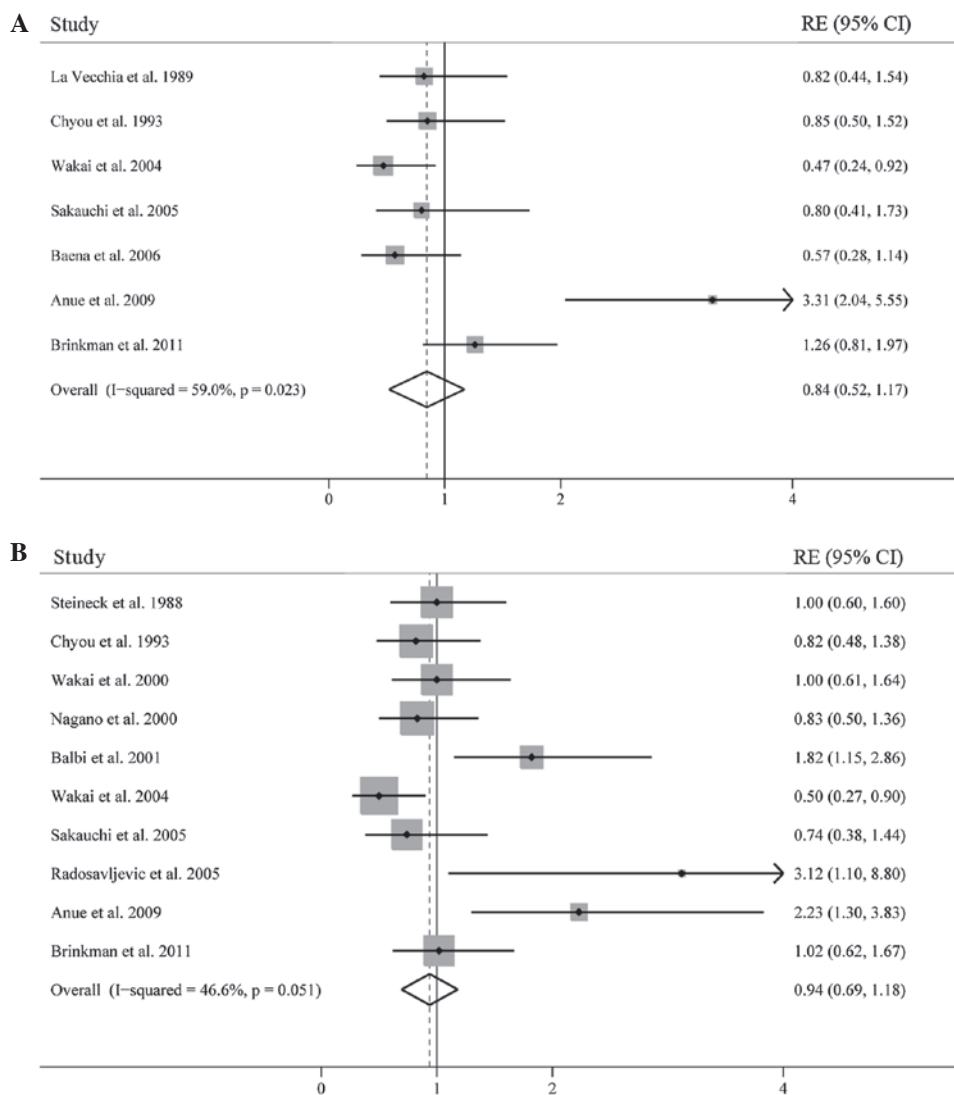 A Study RE (95% CI)
La Vecchia et al. 1989 0.82 (0.44, 1.54)
Chyou et al. 1993 0.85 (0.50, 1.52)
Wakai et al. 2004 0.47 (0.24, 0.92)
Sakauchi et al. 2005 0.80 (0.41, 1.73)
Baena et al. 2006 0.57 (0.28, 1.14)
Anue et al. 2009 3.31 (2.04, 5.55)
Brinkman et al. 2011 1.26 (0.81, 1.97)
Overall (I−squared = 59.0%, p = 0.023) 0.84 (0.52, 1.17)
0 1 2 4
B Study RE (95% CI)
Steineck et al. 1988 1.00 (0.60, 1.60)
Chyou et al. 1993 0.82 (0.48, 1.38)
Wakai et al. 2000 1.00 (0.61, 1.64)
Nagano et al. 2000 0.83 (0.50, 1.36)
Balbi et al. 2001 1.82 (1.15, 2.86)
Wakai et al. 2004 0.50 (0.27, 0.90)
Sakauchi et al. 2005 0.74 (0.38, 1.44)
Radosavljevic et al. 2005 3.12 (1.10, 8.80)
Anue et al. 2009 2.23 (1.30, 3.83)
Brinkman et al. 2011 1.02 (0.62, 1.67)
Overall (I−squared = 46.6%, p = 0.051) 0.94 (0.69, 1.18)
0 1 2 4